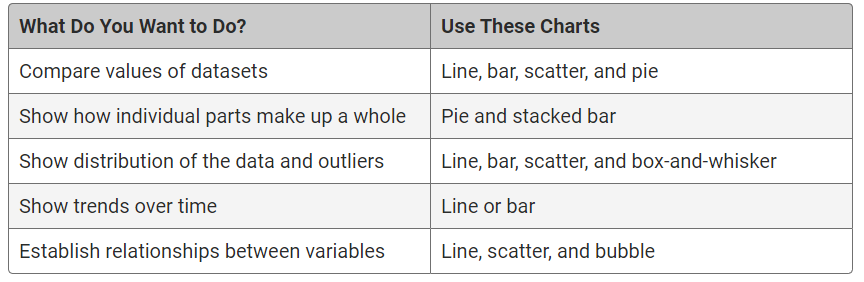 What Do You Want to Do? Use These Charts
Compare values of datasets Line, bar, scatter, and pie
Show how individual parts make up a whole Pie and stacked bar
Show distribution of the data and outliers Line, bar, scatter, and box-and-whisker
Show trends over time Line or bar
Establish relationships between variables Line, scatter, and bubble